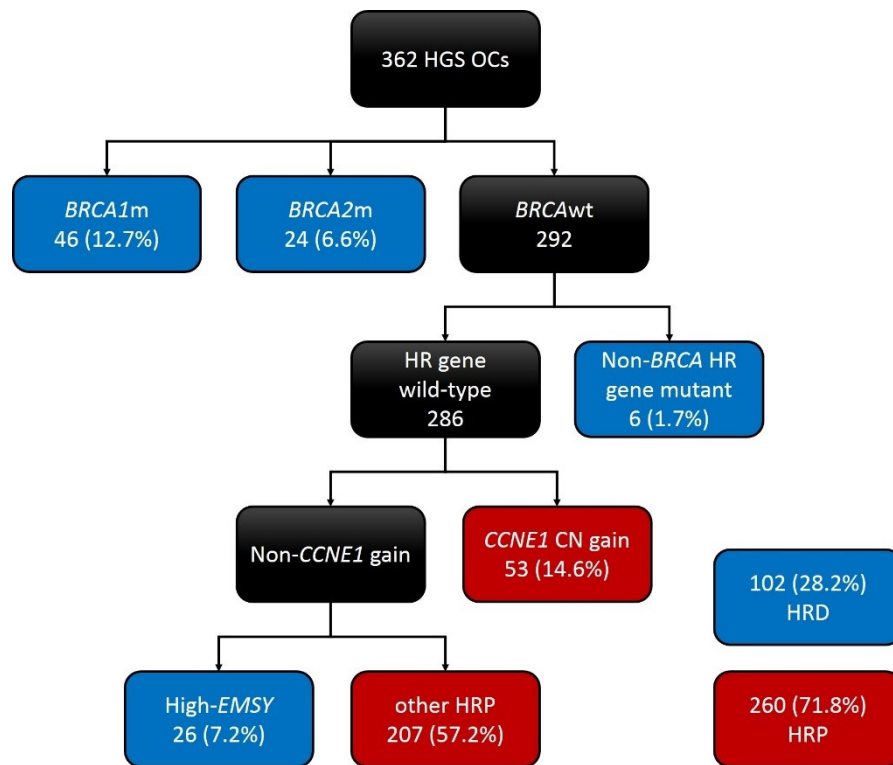 362 HGS OCs
BRCA1m
46 (12.7%)
BRCA2m
24 (6.6%)
BRCAwt
292
HR gene
wild-type
286
Non-BRCA HR
gene mutant
6 (1.7%)
Non-CCNE1 gain
CCNE1 CN gain
53 (14.6%)
102 (28.2%)
HRD
High-EMSY
26 (7.2%)
other HRP
207 (57.2%)
260 (71.8%)
HRP